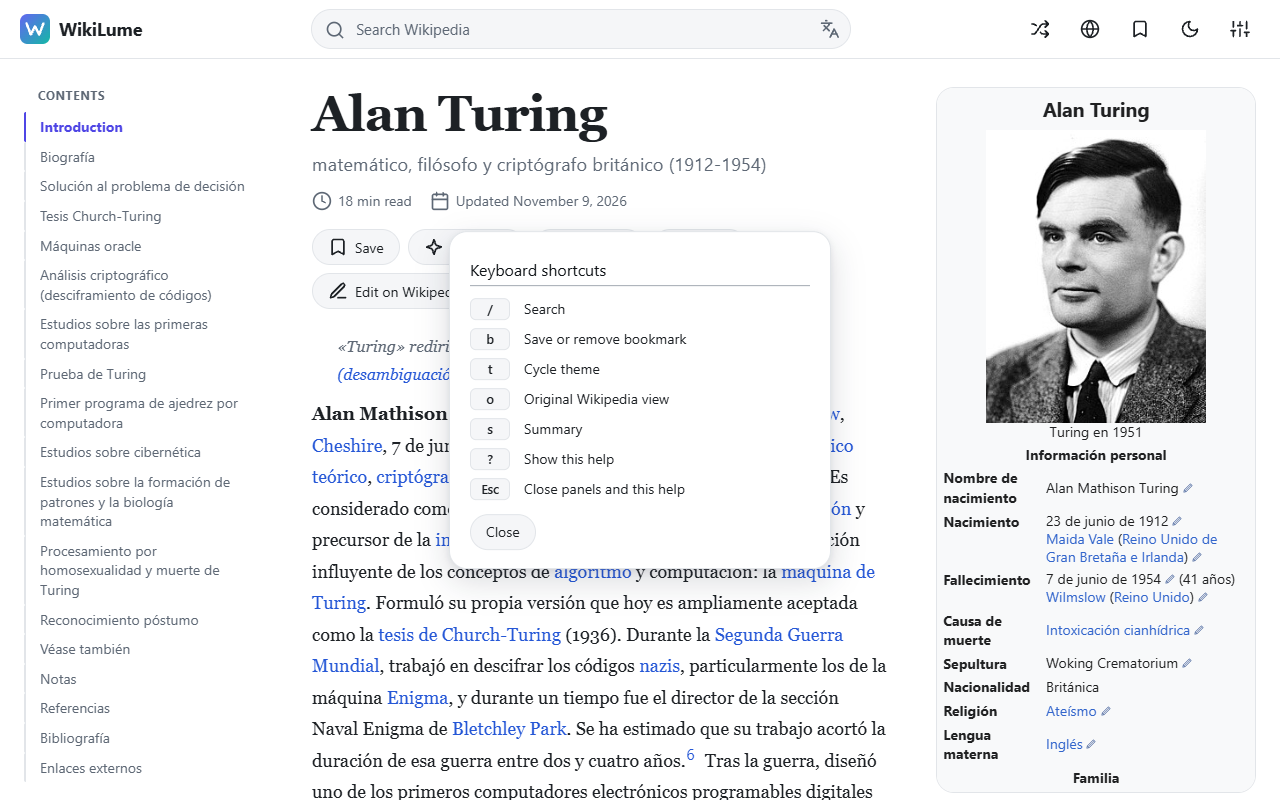 WikiLume
Search Wikipedia
CONTENTS
Introduction
Biografía
Solución al problema de decisión
Tesis Church-Turing
Máquinas oracle
Análisis criptográfico
(desciframiento de códigos)
Estudios sobre las primeras
computadoras
Prueba de Turing
Primer programa de ajedrez por
computadora
Estudios sobre cibernética
Estudios sobre la formación de
patrones y la biología
matemática
Procesamiento por
homosexualidad y muerte de
Turing
Reconocimiento póstumo
Véase también
Notas
Referencias
Bibliografía
Enlaces externos
Alan Turing
matemático, filósofo y criptógrafo británico (1912-1954)
18 min read Updated November 9, 2026
Save
Edit on Wikiped
«Turing» rediri
(desambiguació
Alan Mathison
Cheshire, 7 de jun
ico
teórico, criptógra
Es
considerado como
ón y
precursor de la in
ción
influyente de los conceptos de algoritmo y computación: la máquina de
Turing. Formuló su propia versión que hoy es ampliamente aceptada
como la tesis de Church-Turing (1936). Durante la Segunda Guerra
Mundial, trabajó en descifrar los códigos nazis, particularmente los de la
máquina Enigma, y durante un tiempo fue el director de la sección
Naval Enigma de Bletchley Park. Se ha estimado que su trabajo acortó la
duración de esa guerra entre dos y cuatro años.6 Tras la guerra, diseñó
uno de los primeros computadores electrónicos programables digitales
Keyboard shortcuts
/ Search
b Save or remove bookmark
t Cycle theme
o Original Wikipedia view
s Summary
? Show this help
Esc Close panels and this help
Close
Alan Turing
Turing en 1951
Información personal
Nombre de
nacimiento
Alan Mathison Turing
Nacimiento 23 de junio de 1912
Maida Vale (Reino Unido de
Gran Bretaña e Irlanda)
Fallecimiento 7 de junio de 1954 (41 años)
Wilmslow (Reino Unido)
Causa de
muerte
Intoxicación cianhídrica
Sepultura Woking Crematorium
Nacionalidad Británica
Religión Ateísmo
Lengua
materna
Inglés
Familia